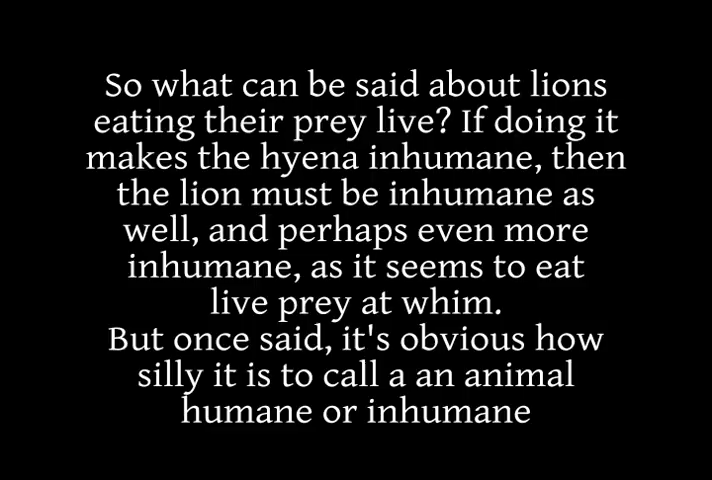 So what can be said about lions
eating their prey live? If doing it
makes the hyena inhumane, then
the lion must be inhumane as
well, and perhaps even more
inhumane, as it seems to eat
live prey at whim.
But once said, it's obvious how
silly it is to call a an animal
humane or inhumane